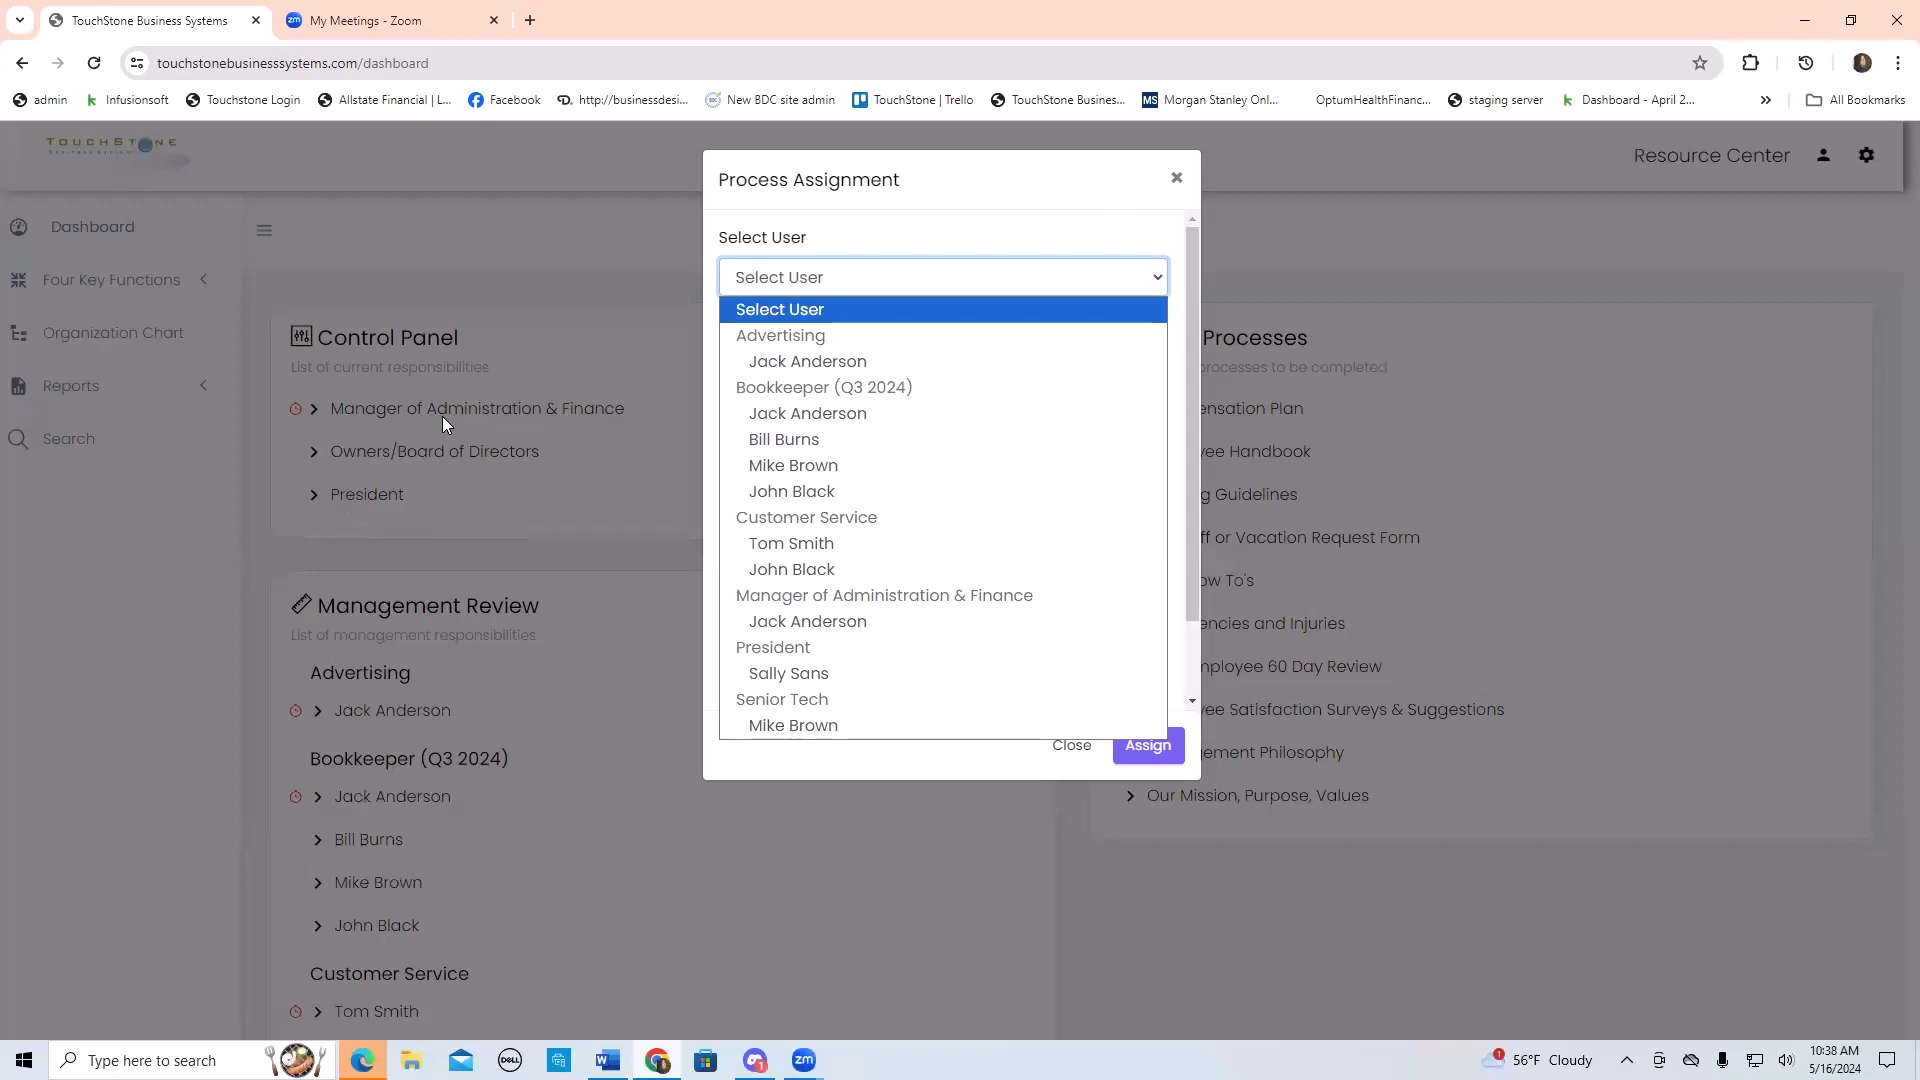 TouchStone Business Systems
My Meetings - Zoom
touchstonebusinesssystems.com/dashboard
admin
Infusionsoft
Touchstone Login
Allstate Financial | L...
Facebook
http://businessdesi...
New BDC site admin
TouchStone | Trello
TouchStone Busines...
MS Morgan Stanley Onl...
OptumHealthFinanc...
staging server
Dashboard - April 2...
All Bookmarks
TOUCHSTONE
Resource Center
Dashboard
Four Key Functions
Organization Chart
Reports
Search
Control Panel
List of current responsibilities
Manager of Administration & Finance
Owners/Board of Directors
President
Management Review
List of management responsibilities
Advertising
Jack Anderson
Bookkeeper (Q3 2024)
Jack Anderson
Bill Burns
Mike Brown
John Black
Customer Service
Tom Smith
Process Assignment
Select User
Select User
Select User
Advertising
Jack Anderson
Bookkeeper (Q3 2024)
Jack Anderson
Bill Burns
Mike Brown
John Black
Customer Service
Tom Smith
John Black
Manager of Administration & Finance
Jack Anderson
President
Sally Sans
Senior Tech
Mike Brown
Close
Assign
Processes
processes to be completed
ensation Plan
ee Handbook
g Guidelines
ff or Vacation Request Form
ow To's
encies and Injuries
mployee 60 Day Review
ee Satisfaction Surveys & Suggestions
gement Philosophy
Our Mission, Purpose, Values
Type here to search
DELL
zm
56°F Cloudy
10:38 AM
5/16/2024